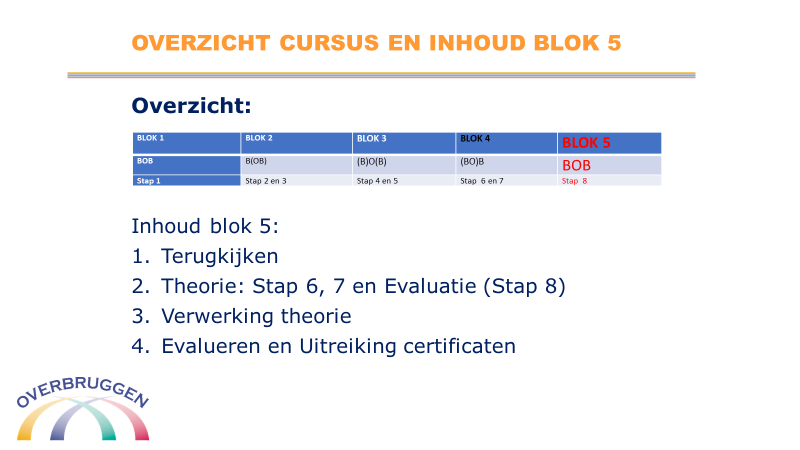 OVERZICHT CURSUS EN INHOUD BLOK 5
Overzicht:
BLOK 1 BLOK 2 BLOK 3 BLOK 4 BLOK 5
BOB B(OB) (B)O(B) (BO)B BOB
Stap 1 Stap 2 en 3 Stap 4 en 5 Stap 6 en 7 Stap 8
Inhoud blok 5:
1. Terugkijken
2. Theorie: Stap 6, 7 en Evaluatie (Stap 8)
3. Verwerking theorie
4. Evalueren en Uitreiking certificaten
OVERBRUGGEN